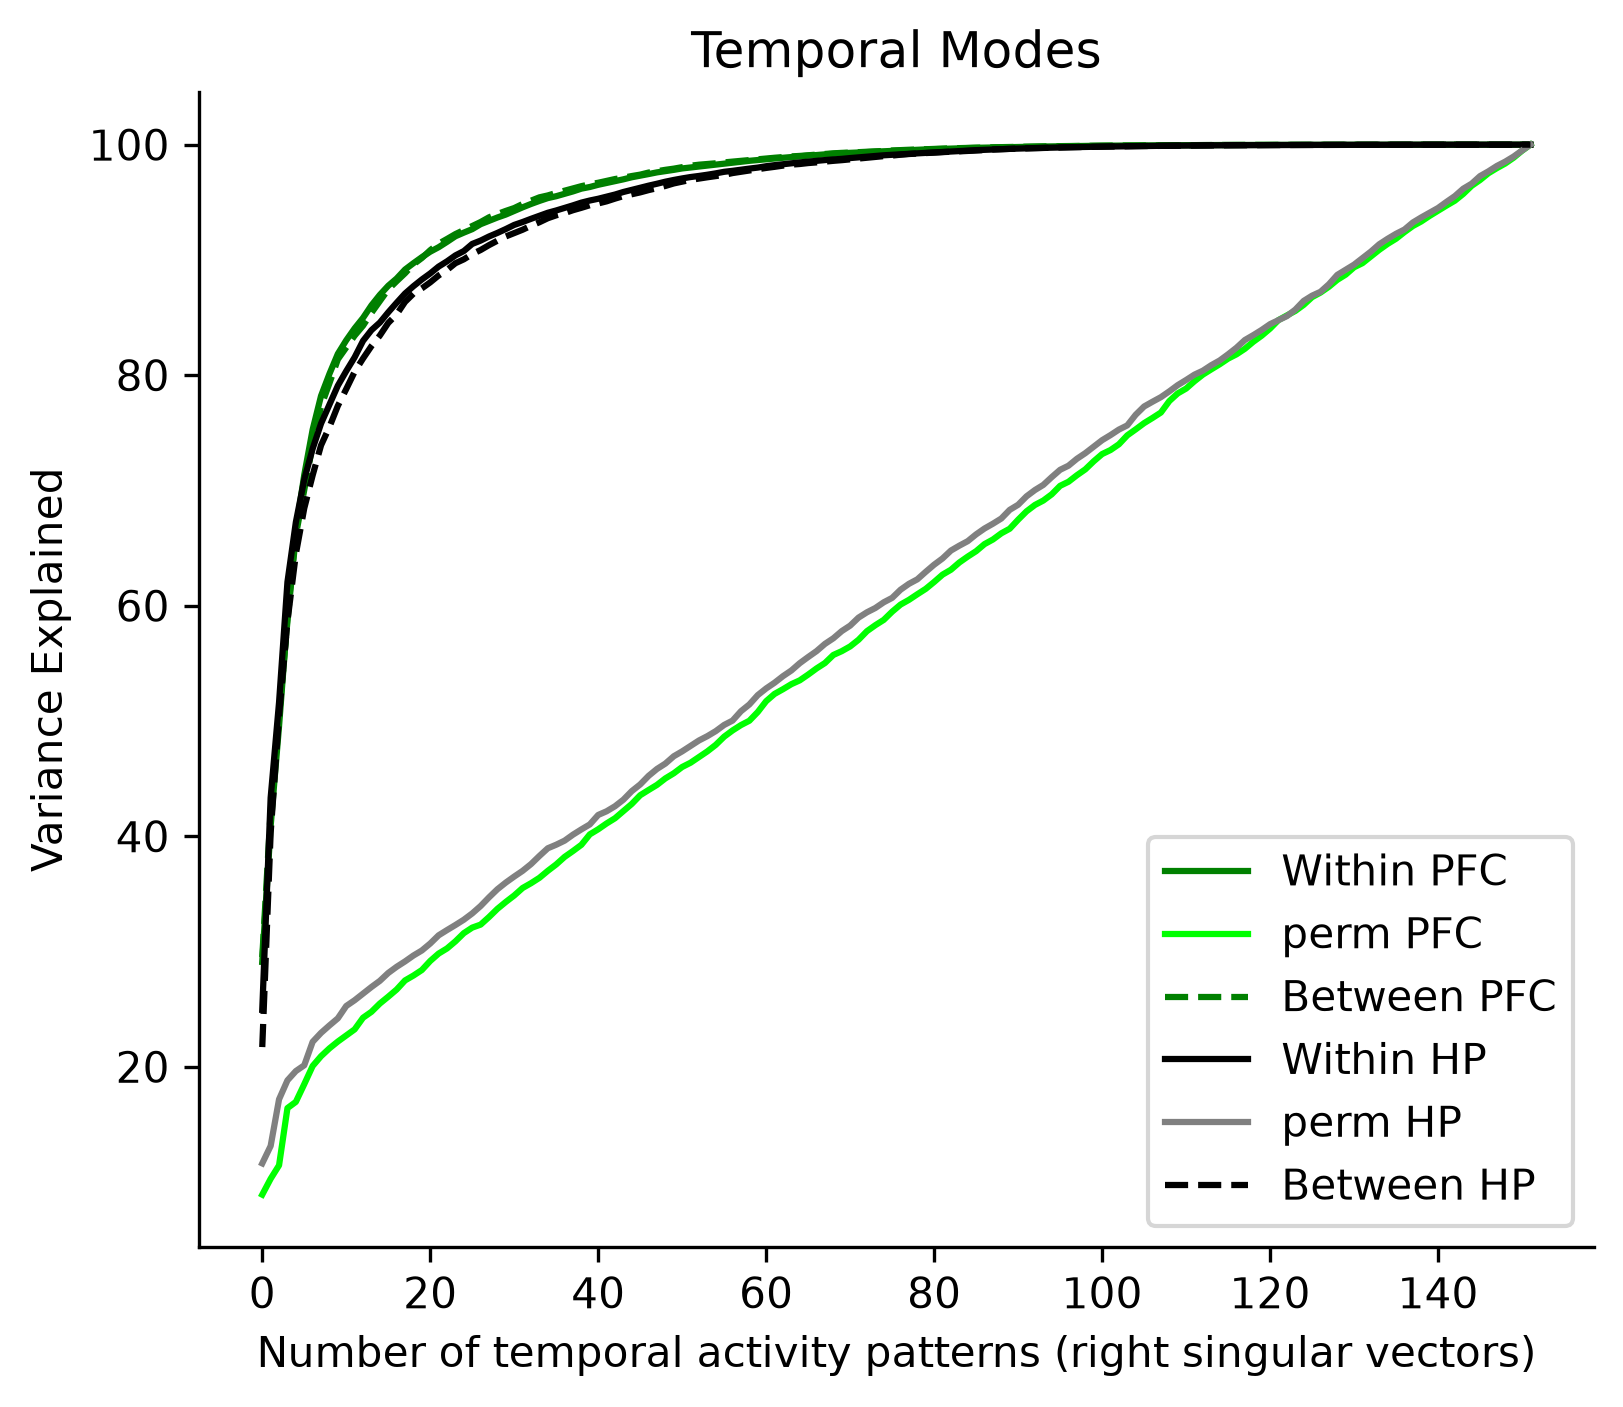 Temporal Modes
Variance Explained
100
80
60
40
20
0 20 40 60 80 100 120 140
Number of temporal activity patterns (right singular vectors)
Within PFC
perm PFC
Between PFC
Within HP
perm HP
Between HP